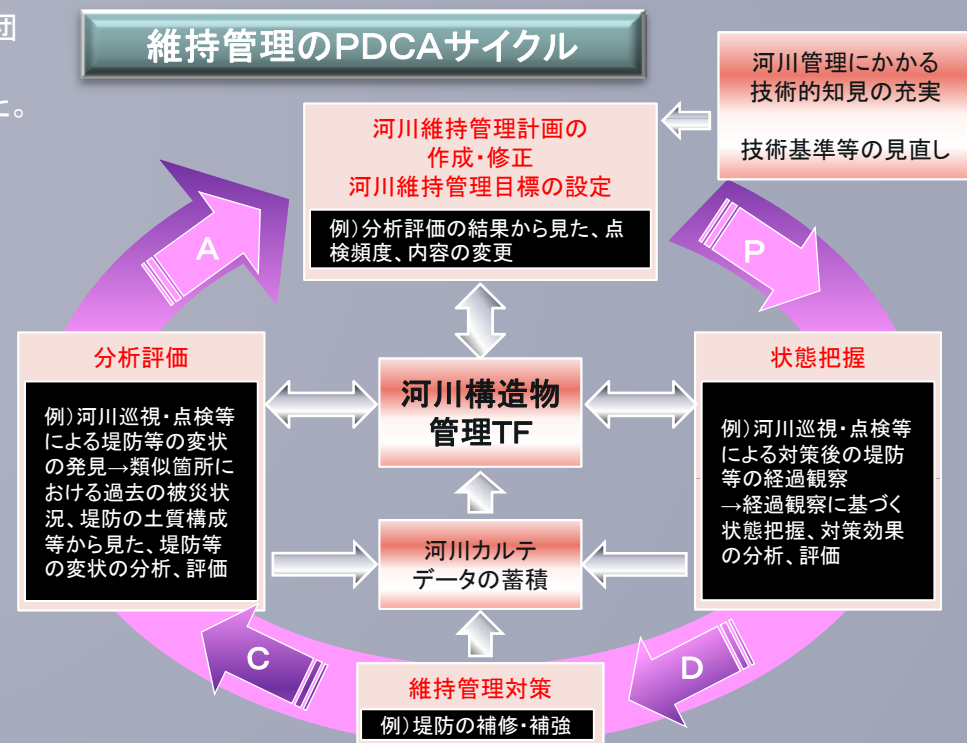 団
と。
維持管理のPDCAサイクル
河川管理にかかる
技術的知見の充実
技術基準等の見直し
河川維持管理計画の
作成・修正
河川維持管理目標の設定
例)分析評価の結果から見た、点
検頻度、内容の変更
A
P
分析評価
例)河川巡視・点検等
による堤防等の変状
の発見→類似箇所に
おける過去の被災状
況、堤防の土質構成
等から見た、堤防等
の変状の分析、評価
河川構造物
管理TF
状態把握
例)河川巡視・点検等
による対策後の堤防
等の経過観察
→経過観察に基づく
状態把握、対策効果
の分析、評価
河川カルテ
データの蓄積
C
D
維持管理対策
例)堤防の補修・補強